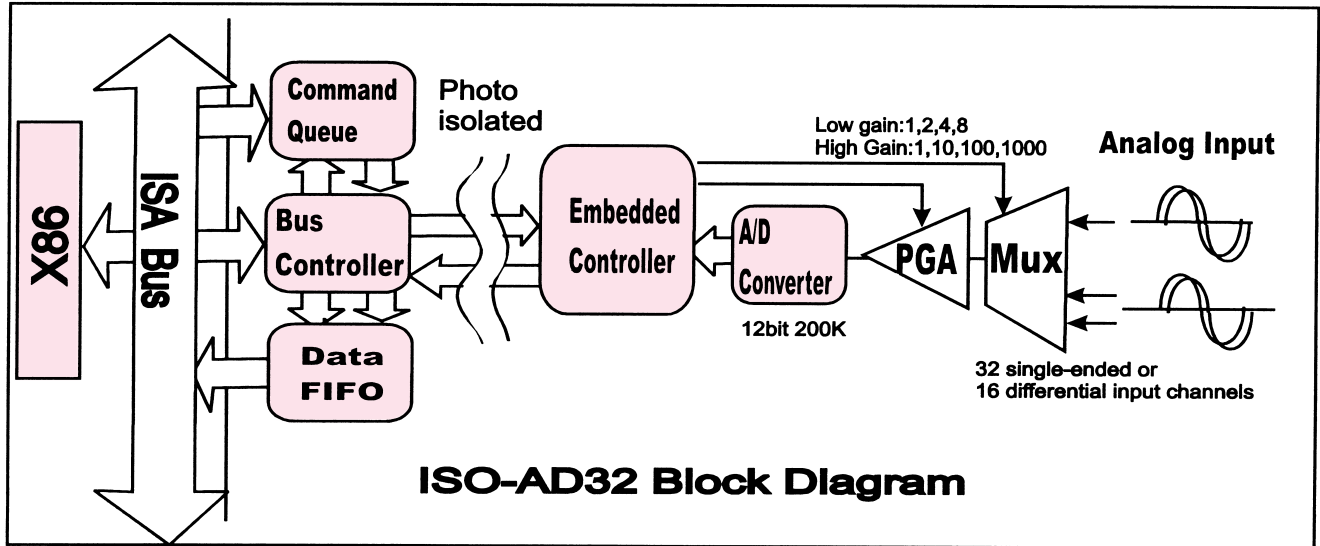 X86
ISA Bus
Command
Queue
Bus
Controller
Data
FIFO
Photo
isolated
Embedded
Controller
Low gain:1,2,4,8
High Gain:1,10,100,1000
A/D
Converter
12bit 200K
PGA
Mux
Analog Input
32 single-ended or
16 differential input channels
ISO-AD32 Block Diagram